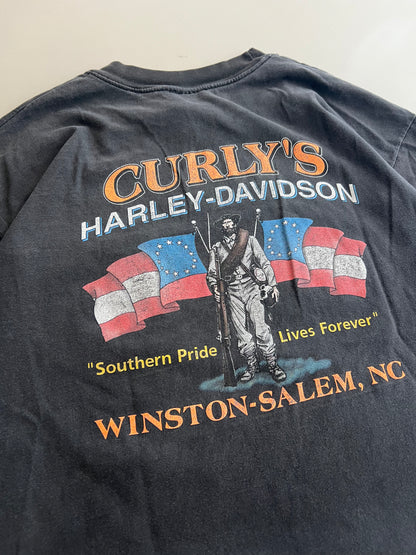 CURLY'S
HARLEY-DAVIDSON
"Southern Pride Lives Forever"
WINSTON-SALEM, NC